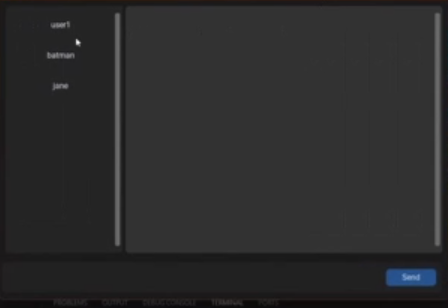 user1
batman
jane
Send
PROBLEMS OUTPUT DEBUG CONSOLE TERMINAL PORTS